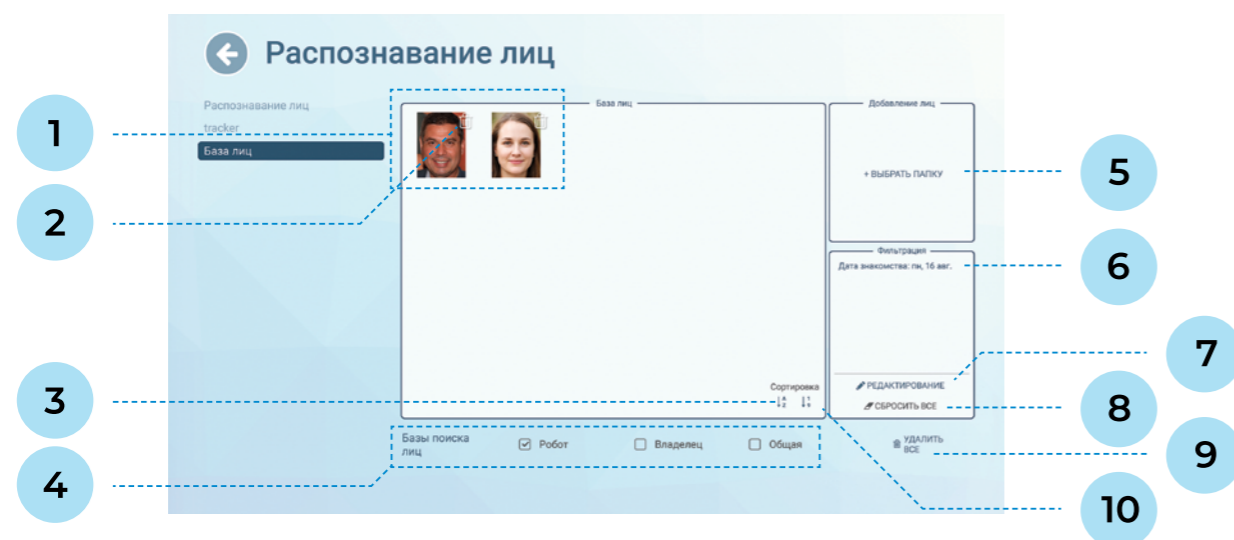 Распознавание лиц
Распознавание лиц
tracker
База лиц
База лиц
Добавление лиц
+ ВЫБРАТЬ ПАПКУ
Фильтрация
Дата знакомства: пн, 16 авг.
Сортировка
РЕДАКТИРОВАНИЕ
СБРОСИТЬ ВСЕ
Базы поиска
лиц
Робот
Владелец
Общая
УДАЛИТЬ
ВСЕ
1
2
3
4
5
6
7
8
9
10